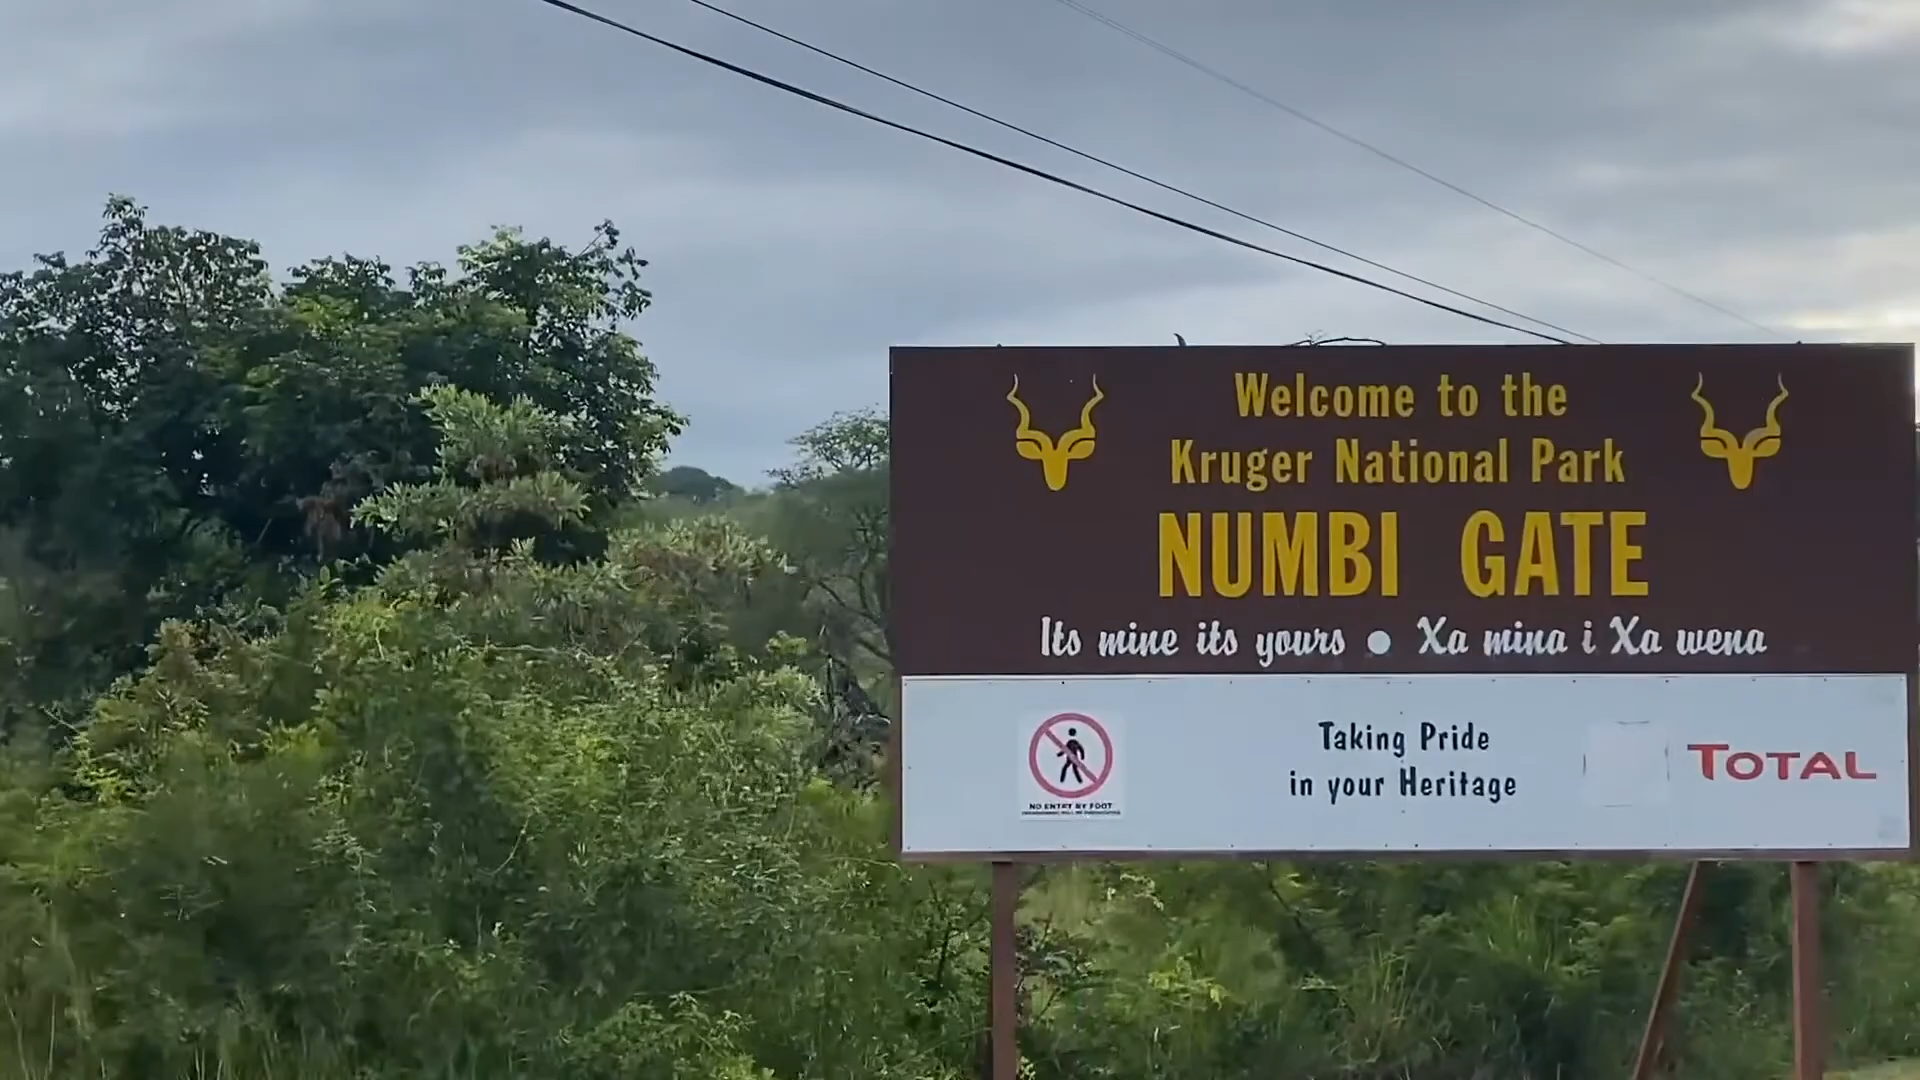 Welcome to the
Kruger National Park
NUMBI GATE
Its mine its yours ● Xa mina i Xa wena
Taking Pride
in your Heritage
TOTAL
NO ENTRY BY FOOT